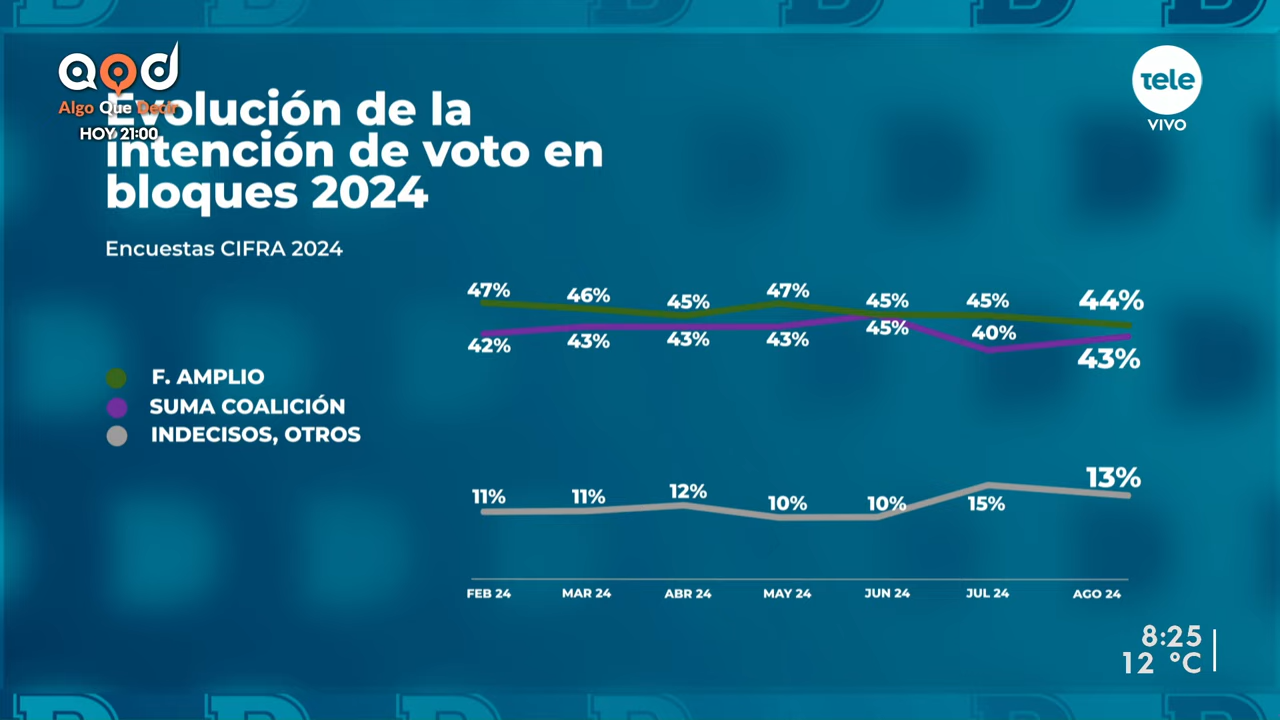 aqd
Algo Que Decir
HOY 21:00
Evolución de la
intención de voto en
bloques 2024
Encuestas CIFRA 2024
tele
VIVO
47% 46% 45% 47% 45% 45% 44%
42% 43% 43% 43% 45% 40% 43%
F. AMPLIO
SUMA COALICIÓN
INDECISOS, OTROS
11% 11% 12% 10% 10% 15% 13%
FEB 24 MAR 24 ABR 24 MAY 24 JUN 24 JUL 24 AGO 24
8:25
12 °C